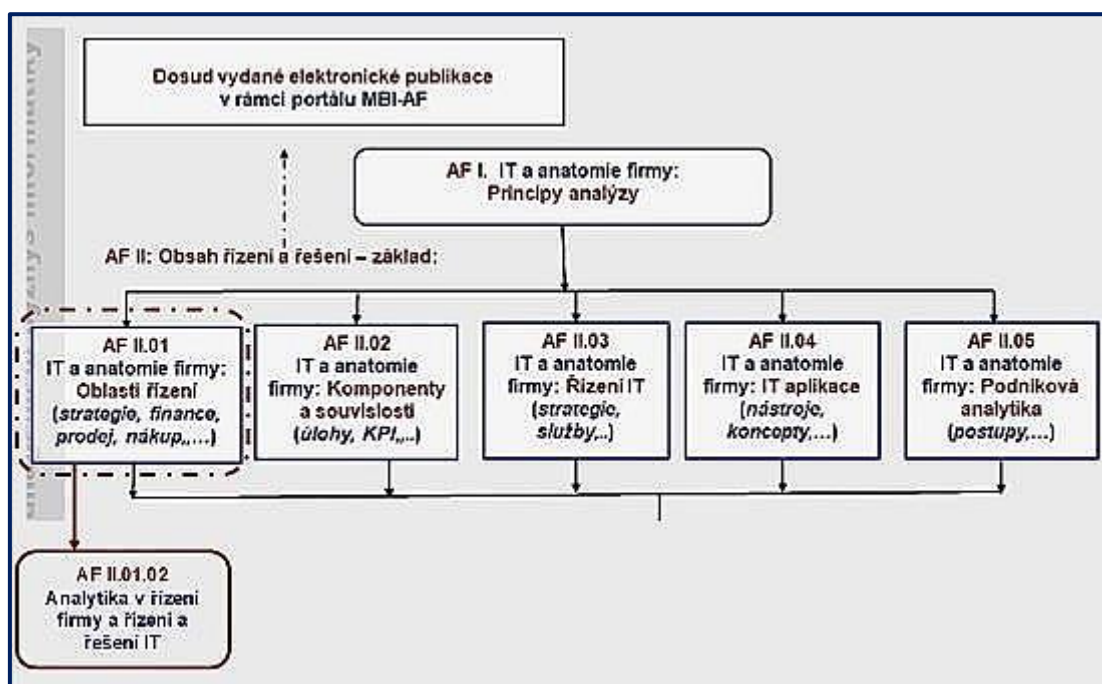 Dosud vydané elektronické publikace
v rámci portálu MBI-AF
AF I. IT a anatomie firmy:
Principy analýzy
AF II: Obsah řízení a řešení – základ:
AF II.01
IT a anatomie firmy:
Oblasti řízení
(strategie, finance,
prodej, nákup,,…)
AF II.02
IT a anatomie
firmy: Komponenty
a souvislosti
(úlohy, KPI,,..)
AF II.03
IT a anatomie
firmy: Řízení IT
(strategie,
služby,..)
AF II.04
IT a anatomie
firmy: IT aplikace
(nástroje,
koncepty,…)
AF II.05
IT a anatomie
firmy: Podniková
analytika
(postupy,…)
AF II.01.02
Analytika v řízení
firmy a řízení a
řešení IT